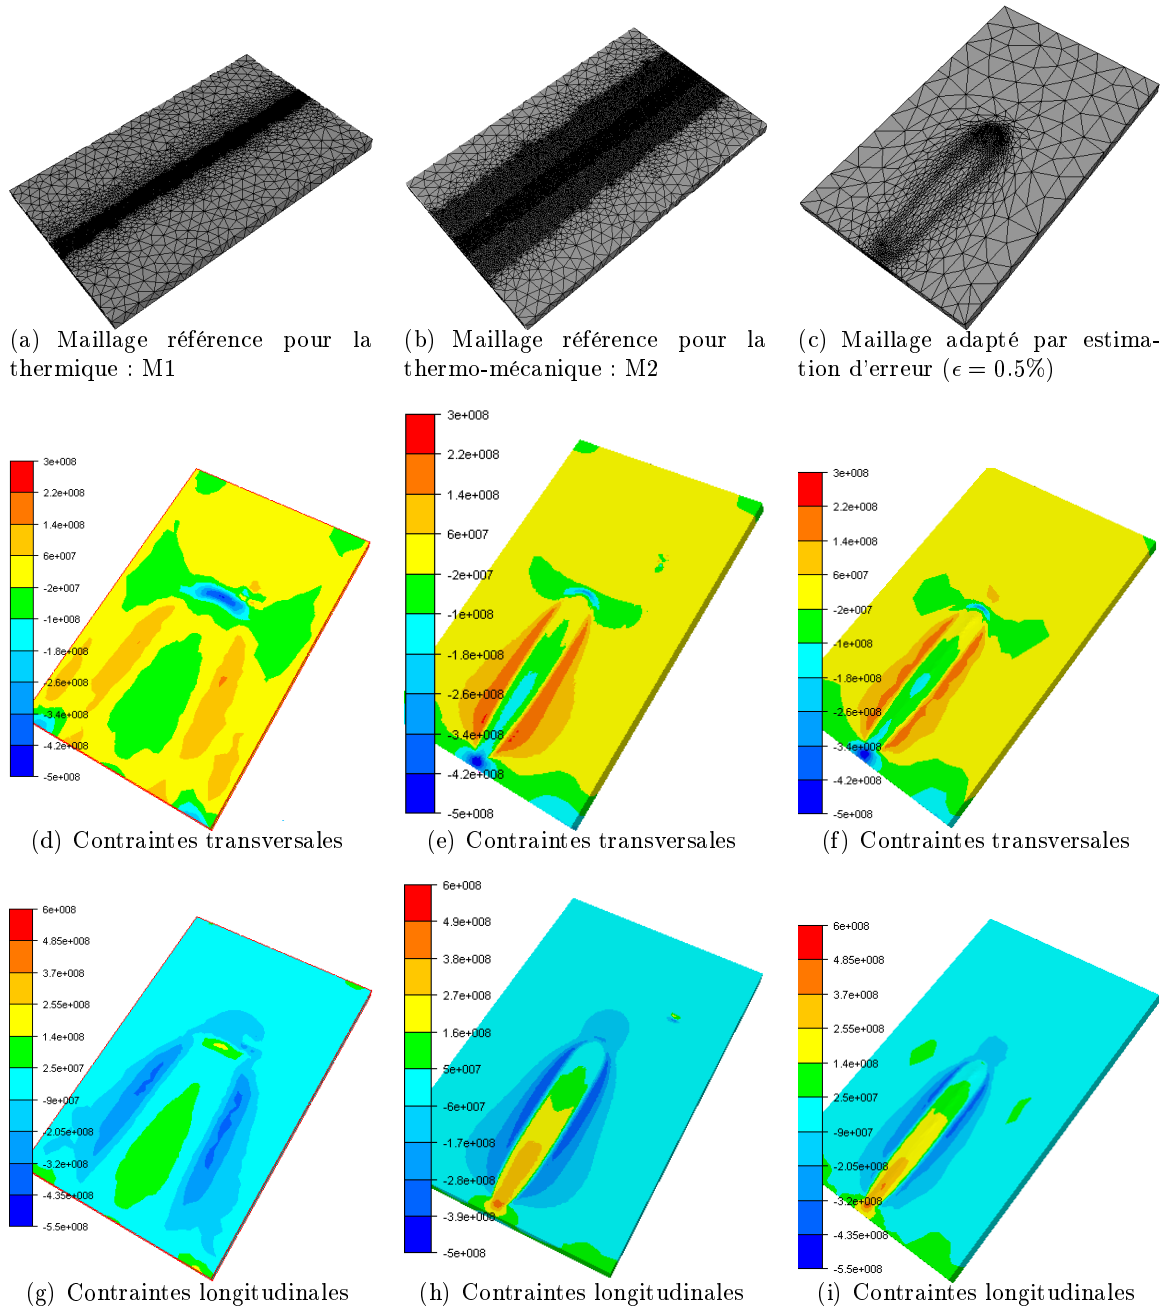 (a) Maillage référence pour la
thermique : M1
(b) Maillage référence pour la
thermo-mécanique : M2
(c) Maillage adapté par estima-
tion d'erreur (ϵ = 0.5%)
3e+008
2.2e+008
1.4e+008
6e+007
-2e+007
-1e+008
-1.8e+008
-2.6e+008
-3.4e+008
-4.2e+008
-5e+008
(d) Contraintes transversales
3e+008
2.2e+008
1.4e+008
6e+007
-2e+007
-1e+008
-1.8e+008
-2.6e+008
-3.4e+008
-4.2e+008
-5e+008
(e) Contraintes transversales
3e+008
2.2e+008
1.4e+008
6e+007
-2e+007
-1e+008
-1.8e+008
-2.6e+008
-3.4e+008
-4.2e+008
-5e+008
(f) Contraintes transversales
6e+008
4.85e+008
3.7e+008
2.55e+008
1.4e+008
2.5e+007
-9e+007
-2.05e+008
-3.2e+008
-4.35e+008
-5.5e+008
(g) Contraintes longitudinales
6e+008
4.9e+008
3.8e+008
2.7e+008
1.6e+008
5e+007
-6e+007
-1.7e+008
-2.8e+008
-3.9e+008
-5e+008
(h) Contraintes longitudinales
6e+008
4.85e+008
3.7e+008
2.55e+008
1.4e+008
2.5e+007
-9e+007
-2.05e+008
-3.2e+008
-4.35e+008
-5.5e+008
(i) Contraintes longitudinales